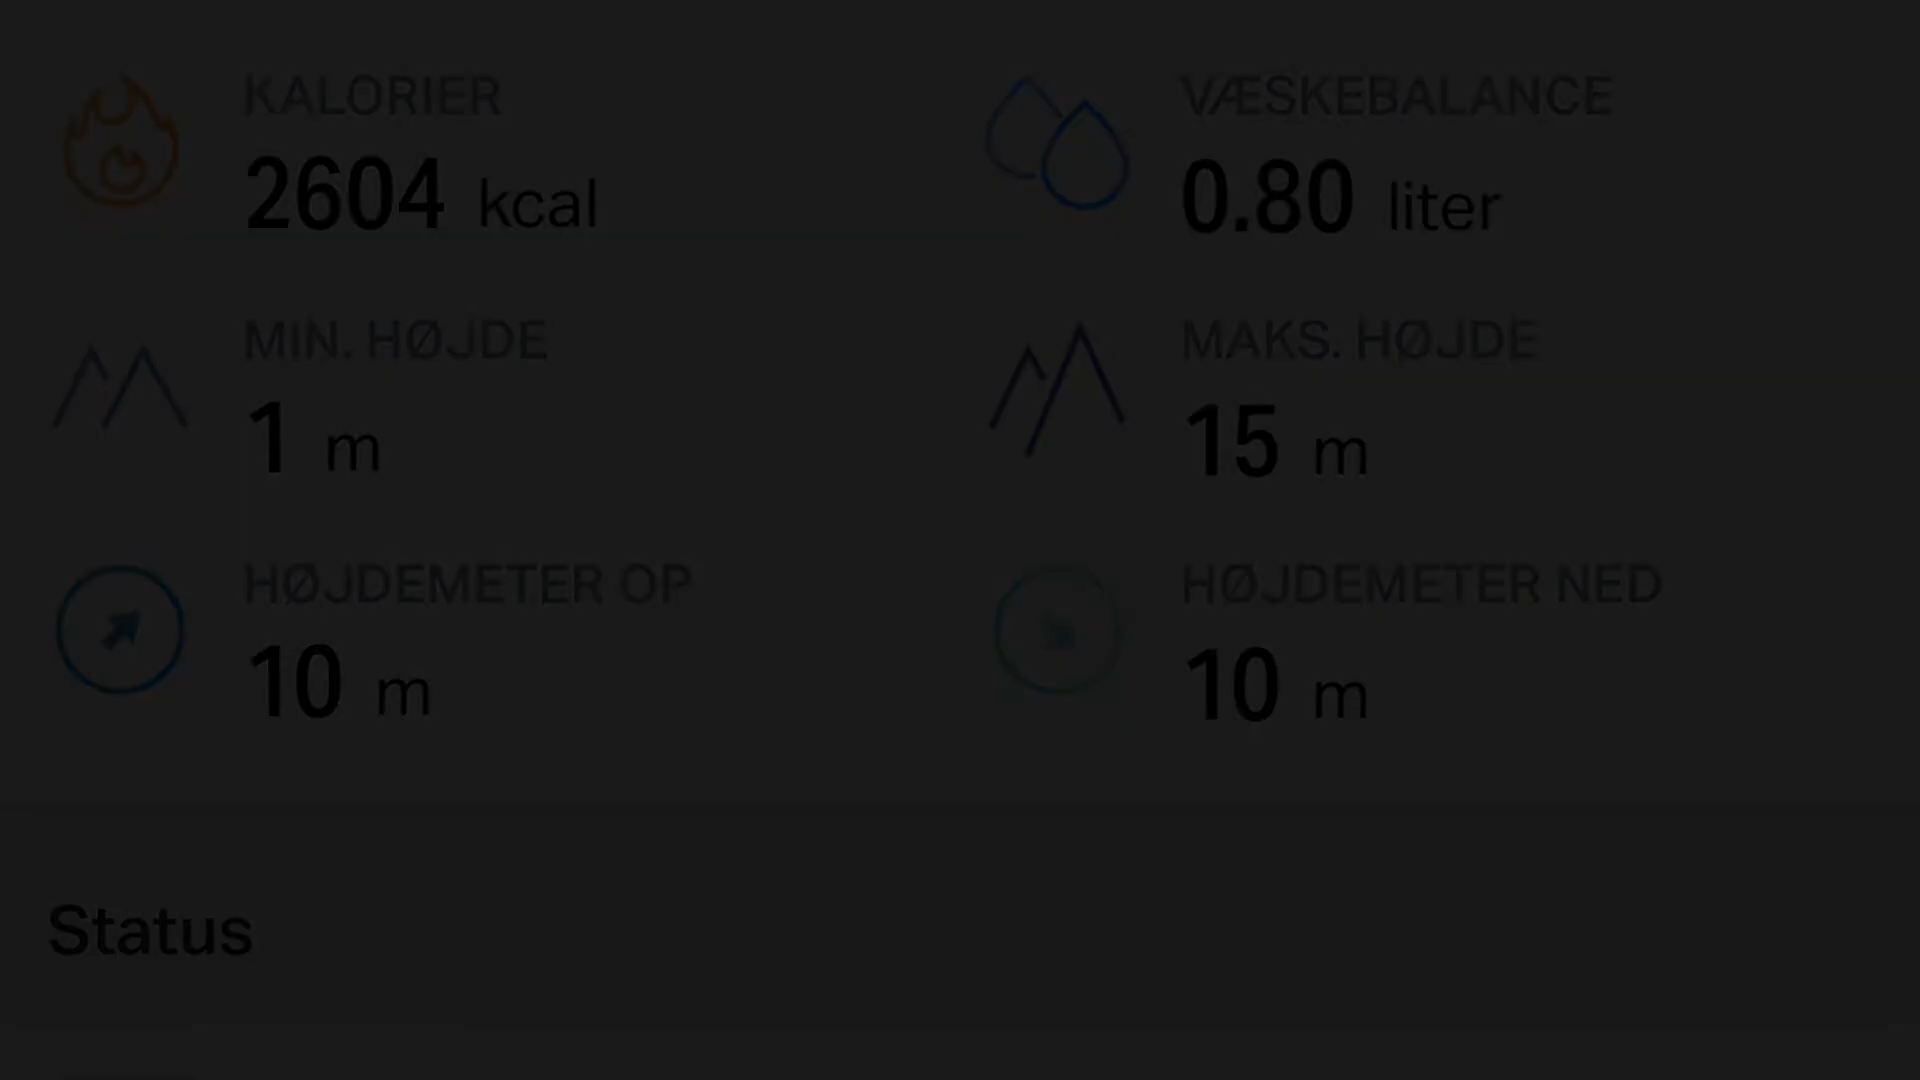 KALORIER
2604 kcal
VÆSKEBALANCE
0.80 liter
MIN. HØJDE
1 m
MAKS. HØJDE
15 m
HØJDEMETER OP
10 m
HØJDEMETER NED
10 m
Status